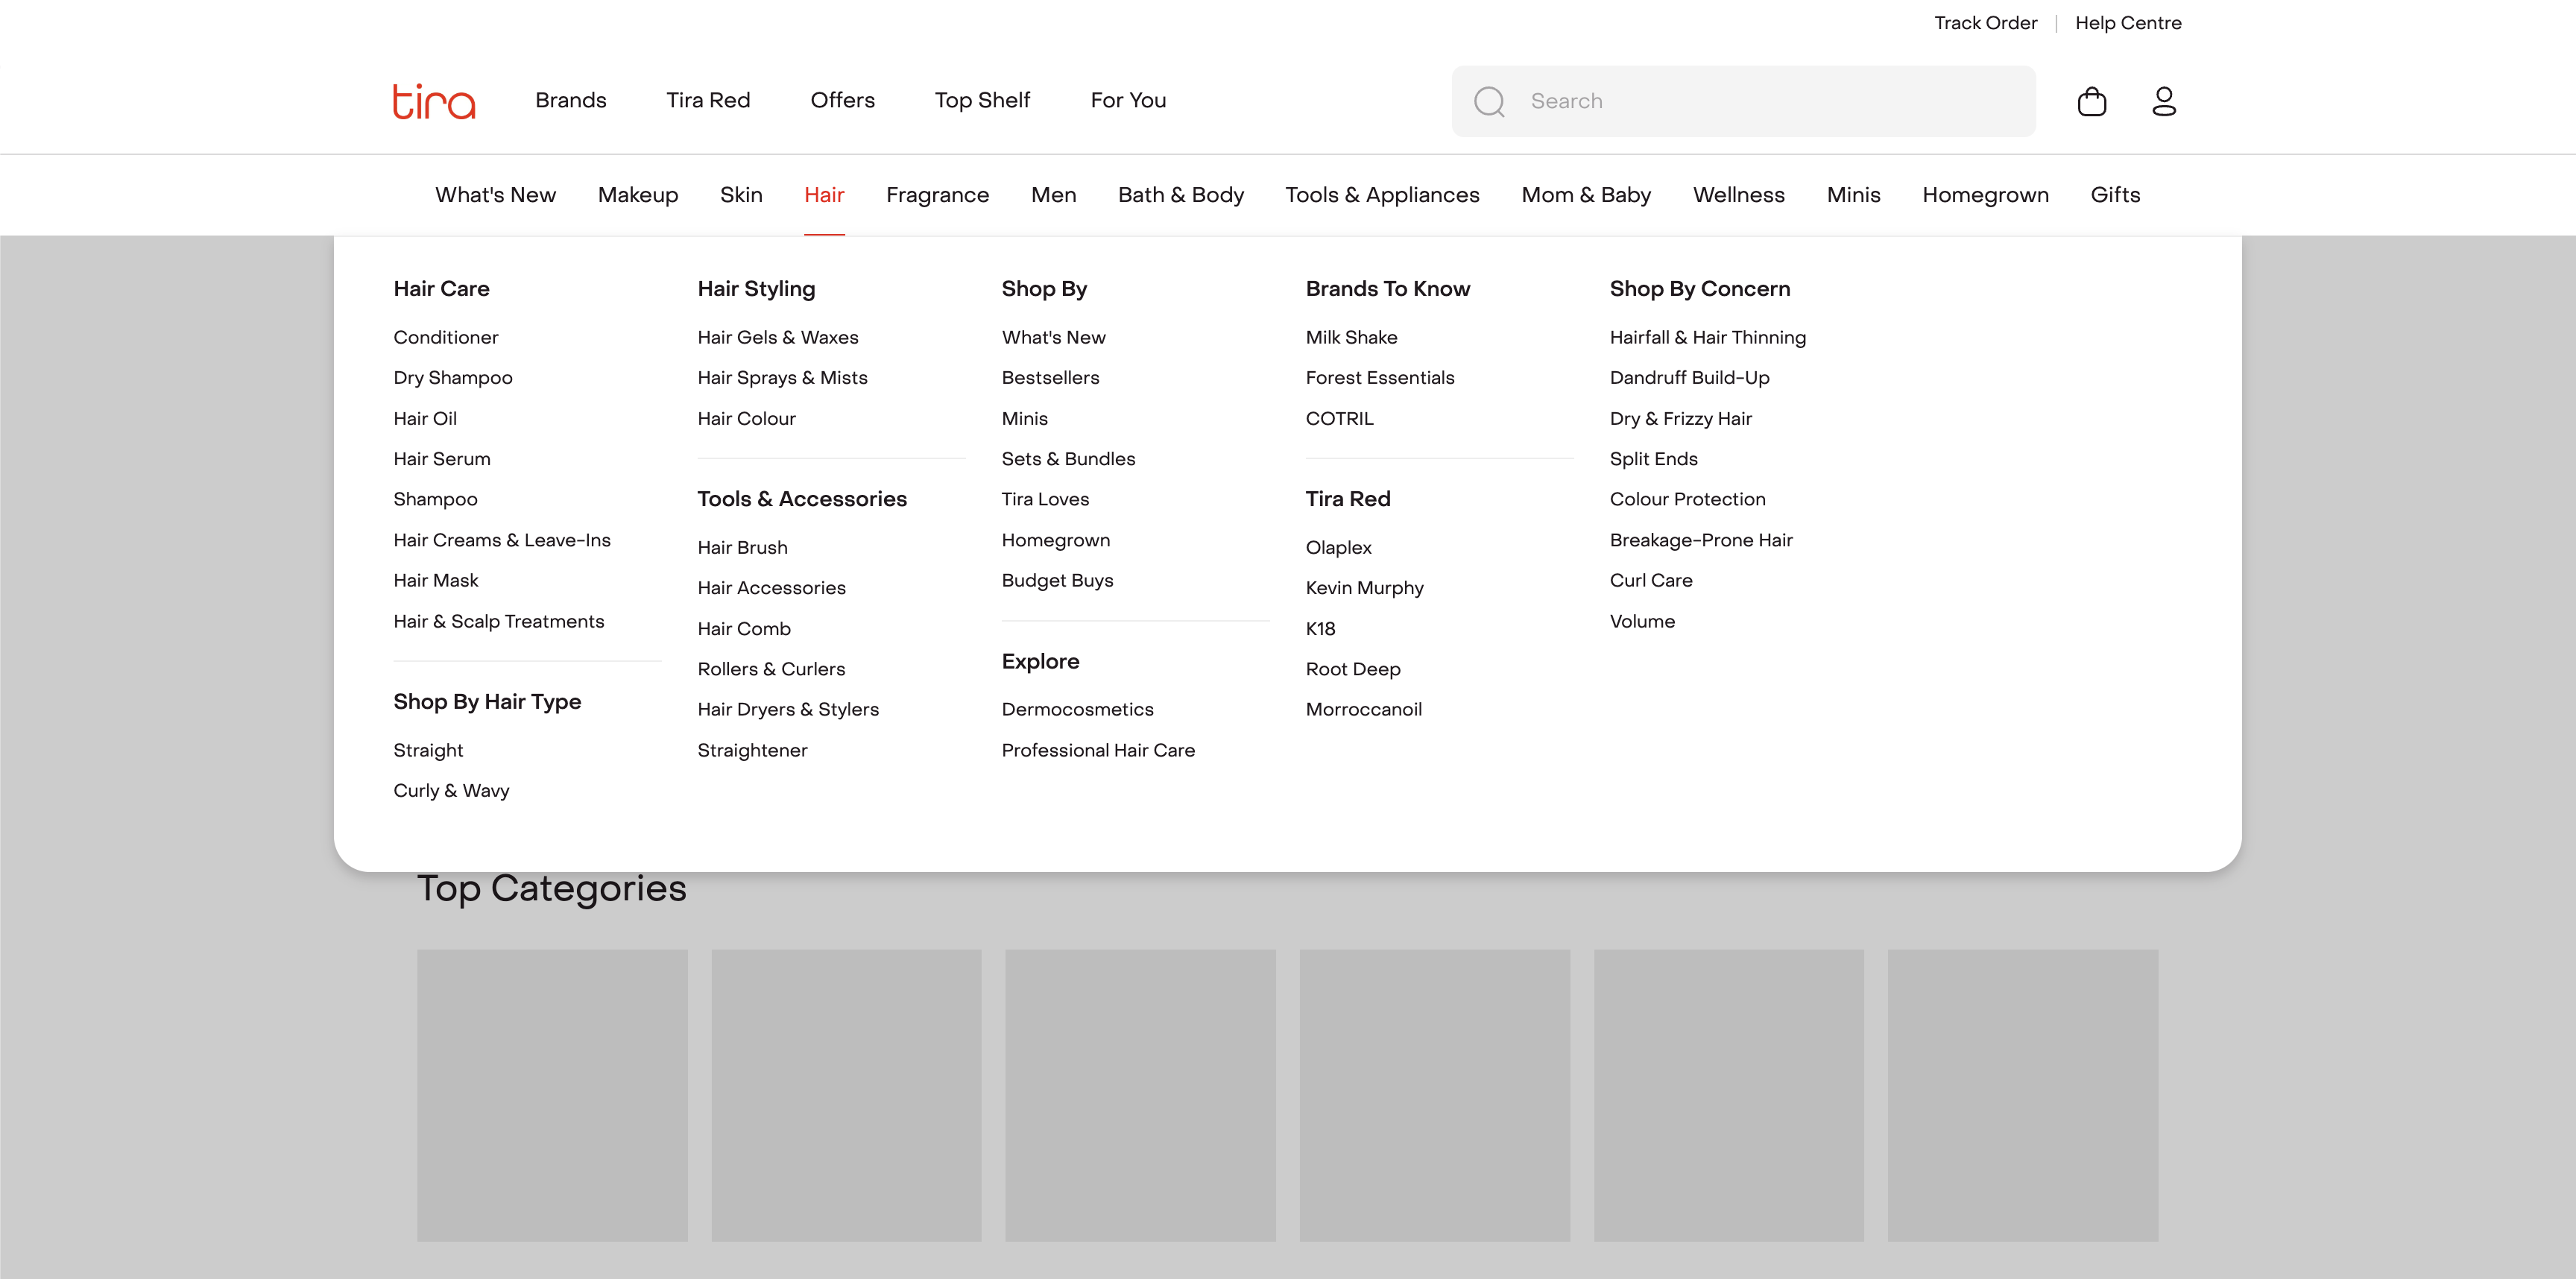 Track Order | Help Centre
tira Brands Tira Red Offers Top Shelf For You Search
What's New Makeup Skin Hair Fragrance Men Bath & Body Tools & Appliances Mom & Baby Wellness Minis Homegrown Gifts
Hair Care
Conditioner
Dry Shampoo
Hair Oil
Hair Serum
Shampoo
Hair Creams & Leave-Ins
Hair Mask
Hair & Scalp Treatments
Shop By Hair Type
Straight
Curly & Wavy
Hair Styling
Hair Gels & Waxes
Hair Sprays & Mists
Hair Colour
Tools & Accessories
Hair Brush
Hair Accessories
Hair Comb
Rollers & Curlers
Hair Dryers & Stylers
Straightener
Shop By
What's New
Bestsellers
Minis
Sets & Bundles
Tira Loves
Homegrown
Budget Buys
Explore
Dermocosmetics
Professional Hair Care
Brands To Know
Milk Shake
Forest Essentials
COTRIL
Tira Red
Olaplex
Kevin Murphy
K18
Root Deep
Morroccanoil
Shop By Concern
Hairfall & Hair Thinning
Dandruff Build-Up
Dry & Frizzy Hair
Split Ends
Colour Protection
Breakage-Prone Hair
Curl Care
Volume
Top Categories